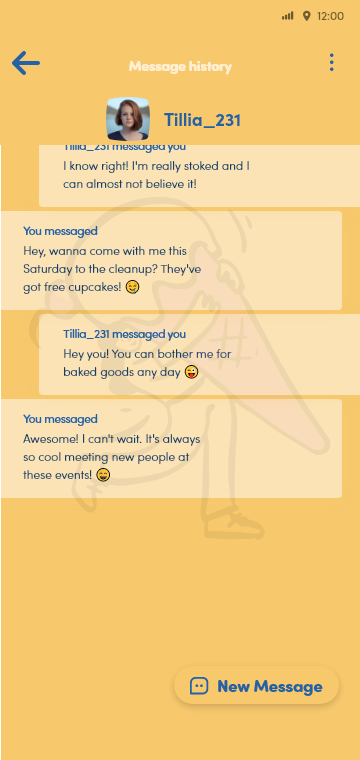 12:00
Message history
Tillia_231
Tillia_231 messaged you
I know right! I'm really stoked and I
can almost not believe it!
You messaged
Hey, wanna come with me this
Saturday to the cleanup? They've
got free cupcakes! 🤤
Tillia_231 messaged you
Hey you! You can bother me for
baked goods any day 😜
You messaged
Awesome! I can't wait. It's always
so cool meeting new people at
these events! 😄
New Message